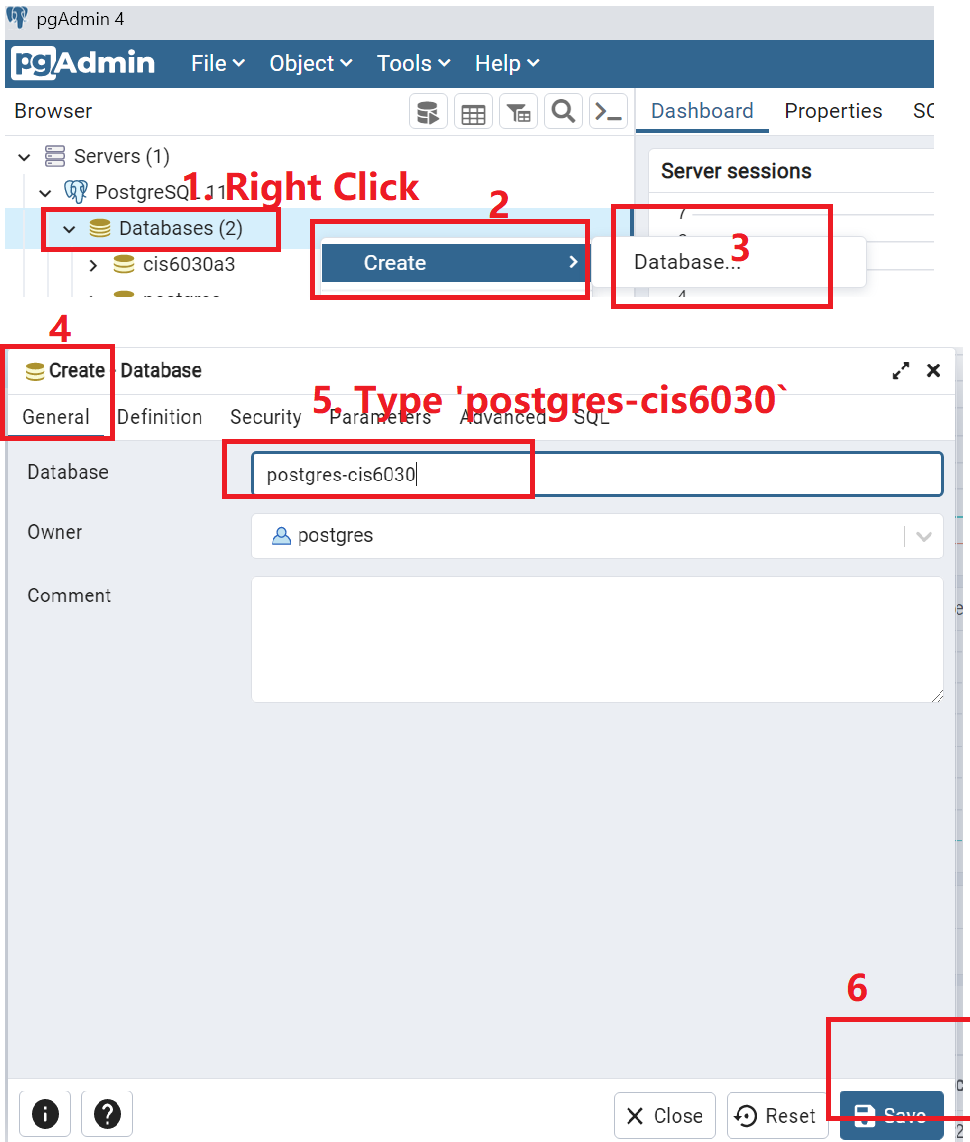 pgAdmin 4
pgAdmin File Object Tools Help
Browser Dashboard Properties SQ
Servers (1)
Server sessions
PostgreSQL 11
1. Right Click
2
7
Databases (2)
3
Create
Database...
cis6030a3
postgres
4
4
Create - Database
5. Type 'postgres-cis6030`
General Definition Security Parameters Advanced SQL
Database postgres-cis6030
Owner postgres
Comment
6
Close Reset Save